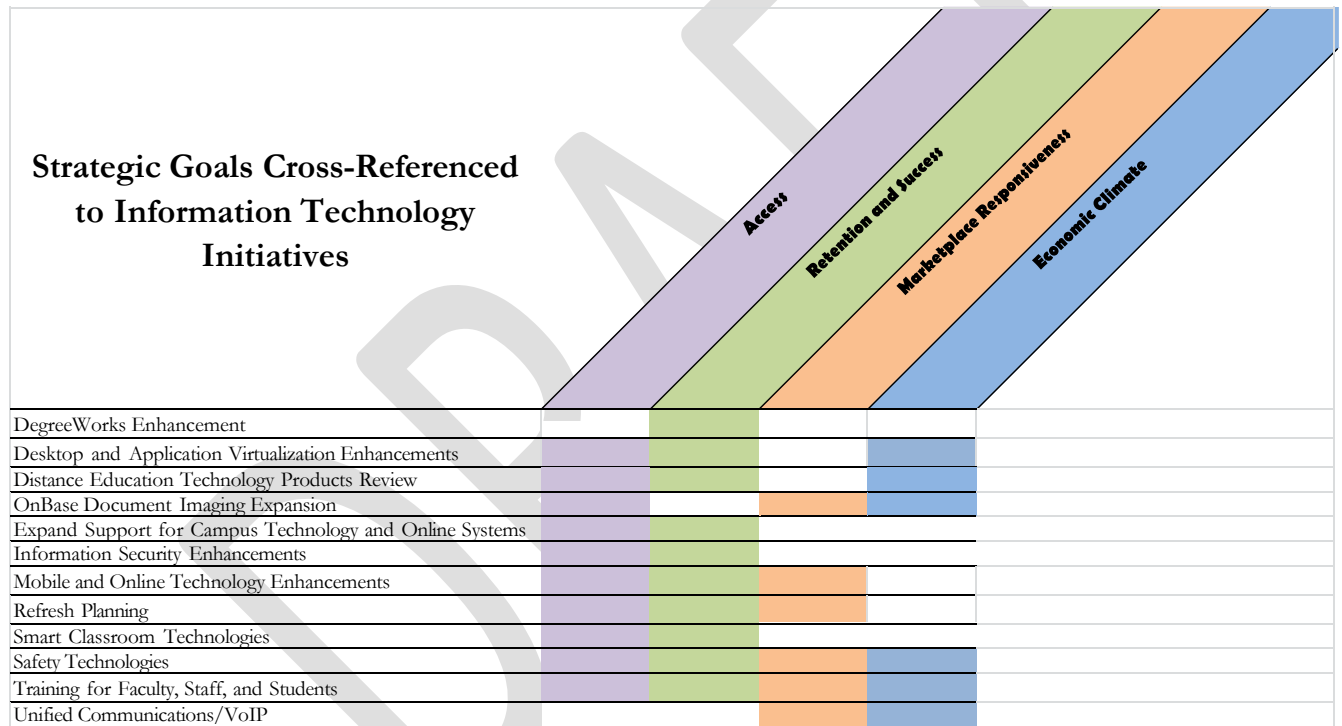 Strategic Goals Cross-Referenced
to Information Technology
Initiatives
Access
Retention and Success
Marketplace Responsiveness
Economic Climate
DegreeWorks Enhancement
Desktop and Application Virtualization Enhancements
Distance Education Technology Products Review
OnBase Document Imaging Expansion
Expand Support for Campus Technology and Online Systems
Information Security Enhancements
Mobile and Online Technology Enhancements
Refresh Planning
Smart Classroom Technologies
Safety Technologies
Training for Faculty, Staff, and Students
Unified Communications/VoIP